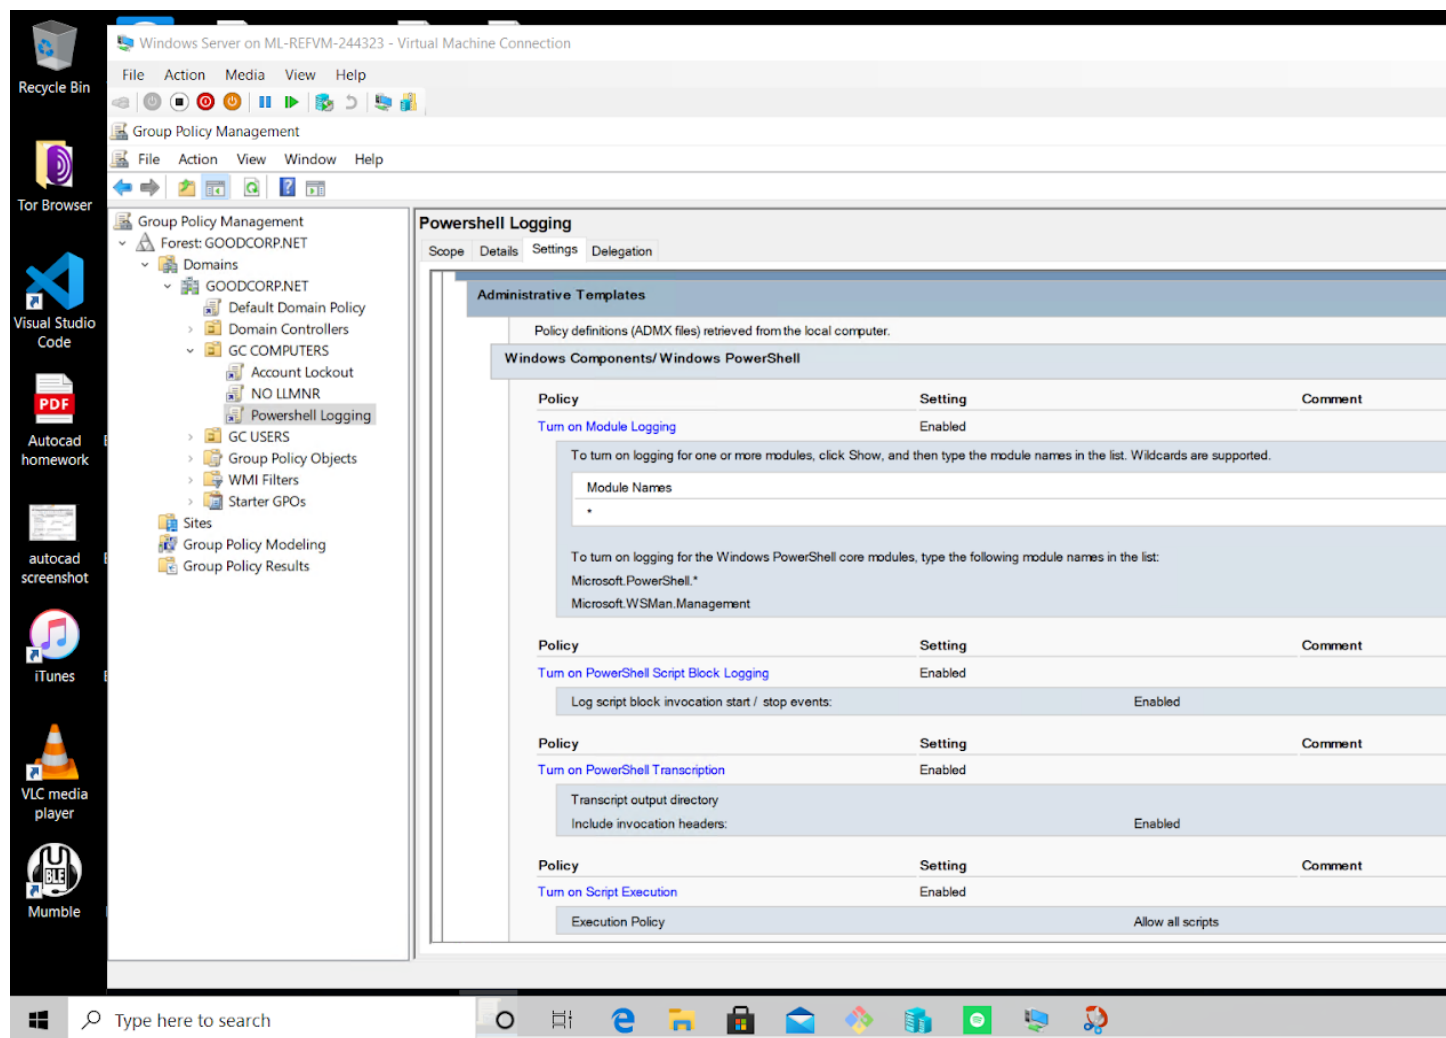 Recycle Bin
Tor Browser
Visual Studio
Code
PDF
Autocad
homework
autocad
screenshot
iTunes
VLC media
player
BLE
Mumble
Windows Server on ML-REFVM-244323 - Virtual Machine Connection
File Action Media View Help
Group Policy Management
File Action View Window Help
Group Policy Management
Forest: GOODCORP.NET
Domains
GOODCORP.NET
Default Domain Policy
Domain Controllers
GC COMPUTERS
Account Lockout
NO LLMNR
Powershell Logging
GC USERS
Group Policy Objects
WMI Filters
Starter GPOs
Sites
Group Policy Modeling
Group Policy Results
Powershell Logging
Scope Details Settings Delegation
Administrative Templates
Policy definitions (ADMX files) retrieved from the local computer.
Windows Components/Windows PowerShell
Policy Setting Comment
Turn on Module Logging Enabled
To turn on logging for one or more modules, click Show, and then type the module names in the list. Wildcards are supported.
Module Names
*
To turn on logging for the Windows PowerShell core modules, type the following module names in the list:
Microsoft.PowerShell.*
Microsoft.WSMan.Management
Policy Setting Comment
Turn on PowerShell Script Block Logging Enabled
Log script block invocation start / stop events: Enabled
Policy Setting Comment
Turn on PowerShell Transcription Enabled
Transcript output directory
Include invocation headers: Enabled
Policy Setting Comment
Turn on Script Execution Enabled
Execution Policy Allow all scripts
Type here to search